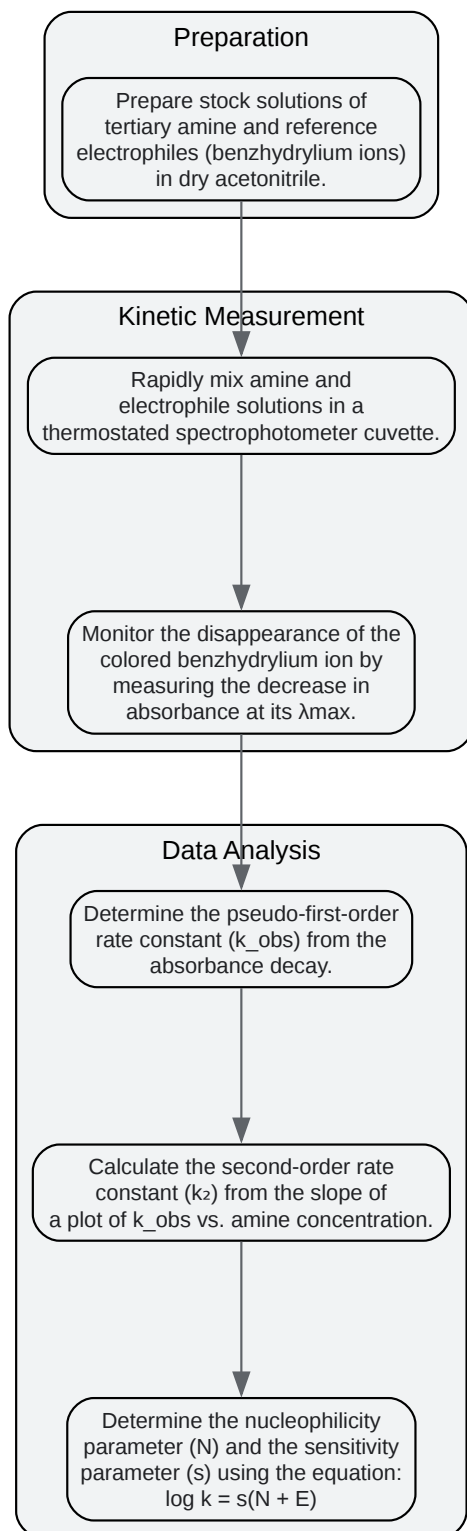 Preparation
Prepare stock solutions of
tertiary amine and reference
electrophiles (benzhydrylium ions)
in dry acetonitrile.
Kinetic Measurement
Rapidly mix amine and
electrophile solutions in a
thermostated spectrophotometer cuvette.
Monitor the disappearance of the
colored benzhydrylium ion by
measuring the decrease in
absorbance at its λmax.
Data Analysis
Determine the pseudo-first-order
rate constant (k_obs) from the
absorbance decay.
Calculate the second-order rate
constant (k₂) from the slope of
a plot of k_obs vs. amine concentration.
Determine the nucleophilicity
parameter (N) and the sensitivity
parameter (s) using the equation:
log k = s(N + E)